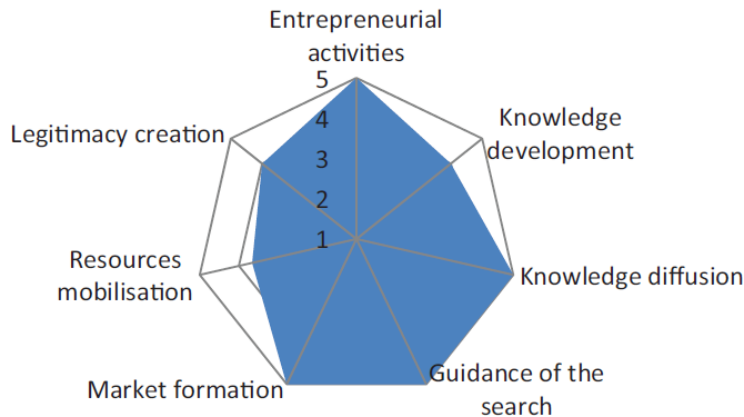 Entrepreneurial
activities
5
4
3
2
1
Knowledge
development
Knowledge diffusion
Guidance of the
search
Market formation
Resources
mobilisation
Legitimacy creation